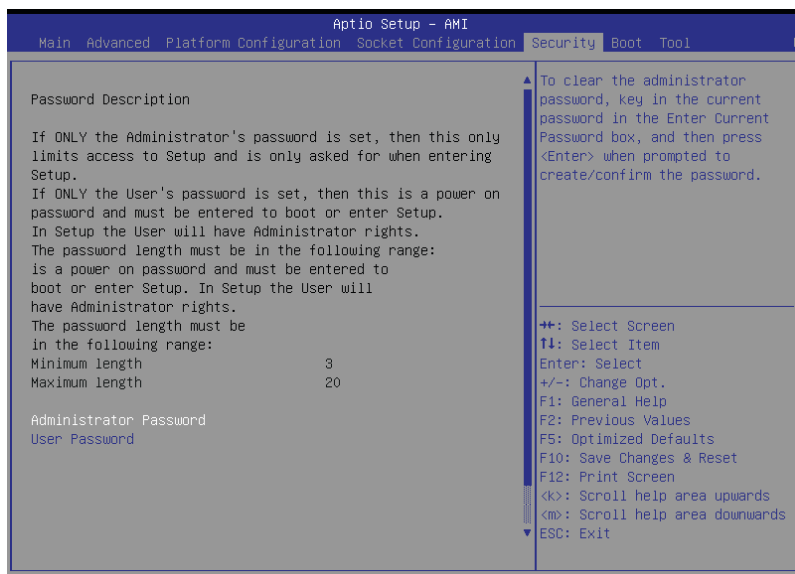 Aptio Setup – AMI
Main Advanced Platform Configuration Socket Configuration Security Boot Tool
Password Description
If ONLY the Administrator's password is set, then this only
limits access to Setup and is only asked for when entering
Setup.
If ONLY the User's password is set, then this is a power on
password and must be entered to boot or enter Setup.
In Setup the User will have Administrator rights.
The password length must be in the following range:
is a power on password and must be entered to
boot or enter Setup. In Setup the User will
have Administrator rights.
The password length must be
in the following range:
Minimum length 3
Maximum length 20
Administrator Password
User Password
To clear the administrator
password, key in the current
password in the Enter Current
Password box, and then press
<Enter> when prompted to
create/confirm the password.
→←: Select Screen
↑↓: Select Item
Enter: Select
+/-: Change Opt.
F1: General Help
F2: Previous Values
F5: Optimized Defaults
F10: Save Changes & Reset
F12: Print Screen
<k>: Scroll help area upwards
<m>: Scroll help area downwards
ESC: Exit